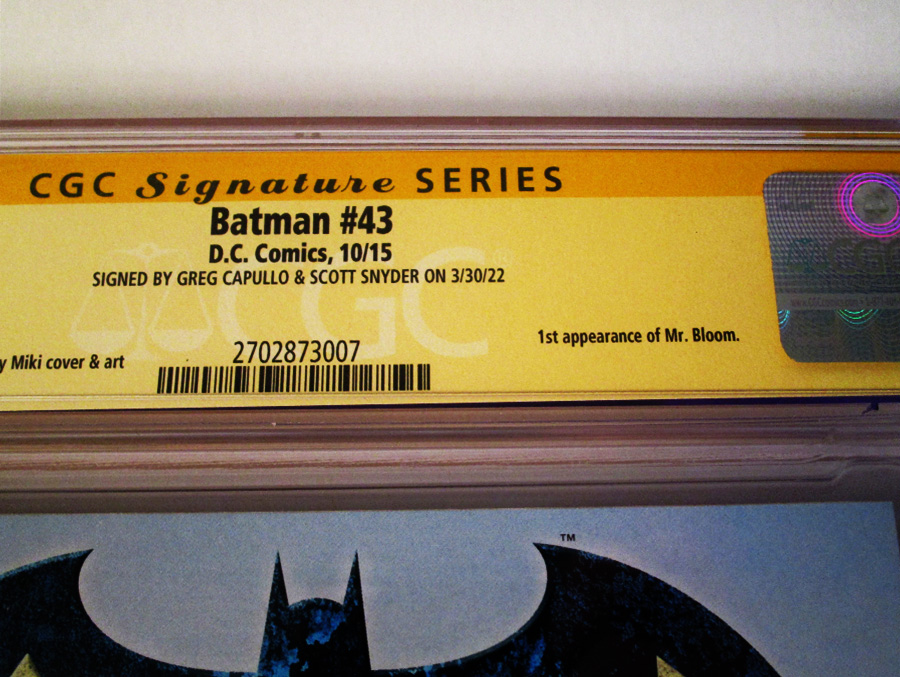 CGC Signature SERIES
Batman #43
D.C. Comics, 10/15
SIGNED BY GREG CAPULLO & SCOTT SNYDER ON 3/30/22
CGC
1st appearance of Mr. Bloom.
y Miki cover & art
2702873007
TM